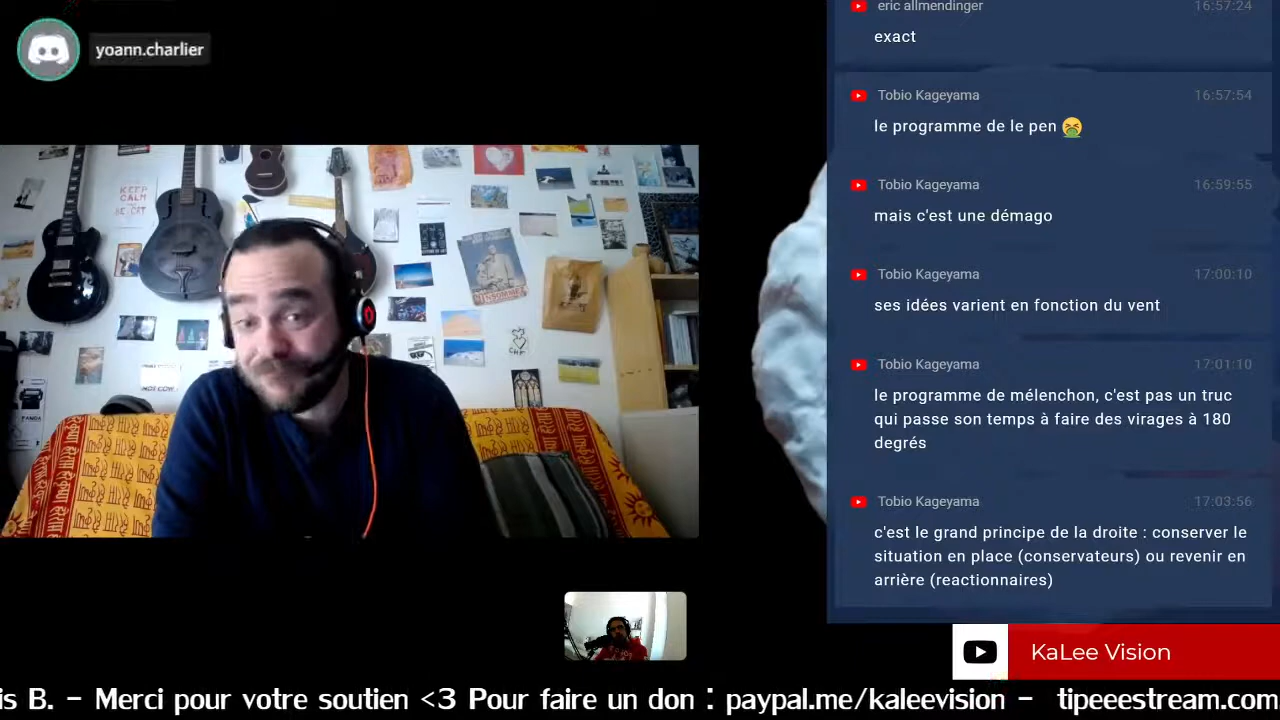 yoann.charlier
KEEP
CALM
AND
BE CAT
eric allmendinger 16:57:24
exact
Tobio Kageyama 16:57:54
le programme de le pen 🤮
Tobio Kageyama 16:59:55
mais c'est une démago
Tobio Kageyama 17:00:10
ses idées varient en fonction du vent
Tobio Kageyama 17:01:10
le programme de mélenchon, c'est pas un truc
qui passe son temps à faire des virages à 180
degrés
Tobio Kageyama 17:03:56
c'est le grand principe de la droite : conserver le
situation en place (conservateurs) ou revenir en
arrière (reactionnaires)
KaLee Vision
is B. - Merci pour votre soutien <3 Pour faire un don : paypal.me/kaleevision - tipeeestream.com